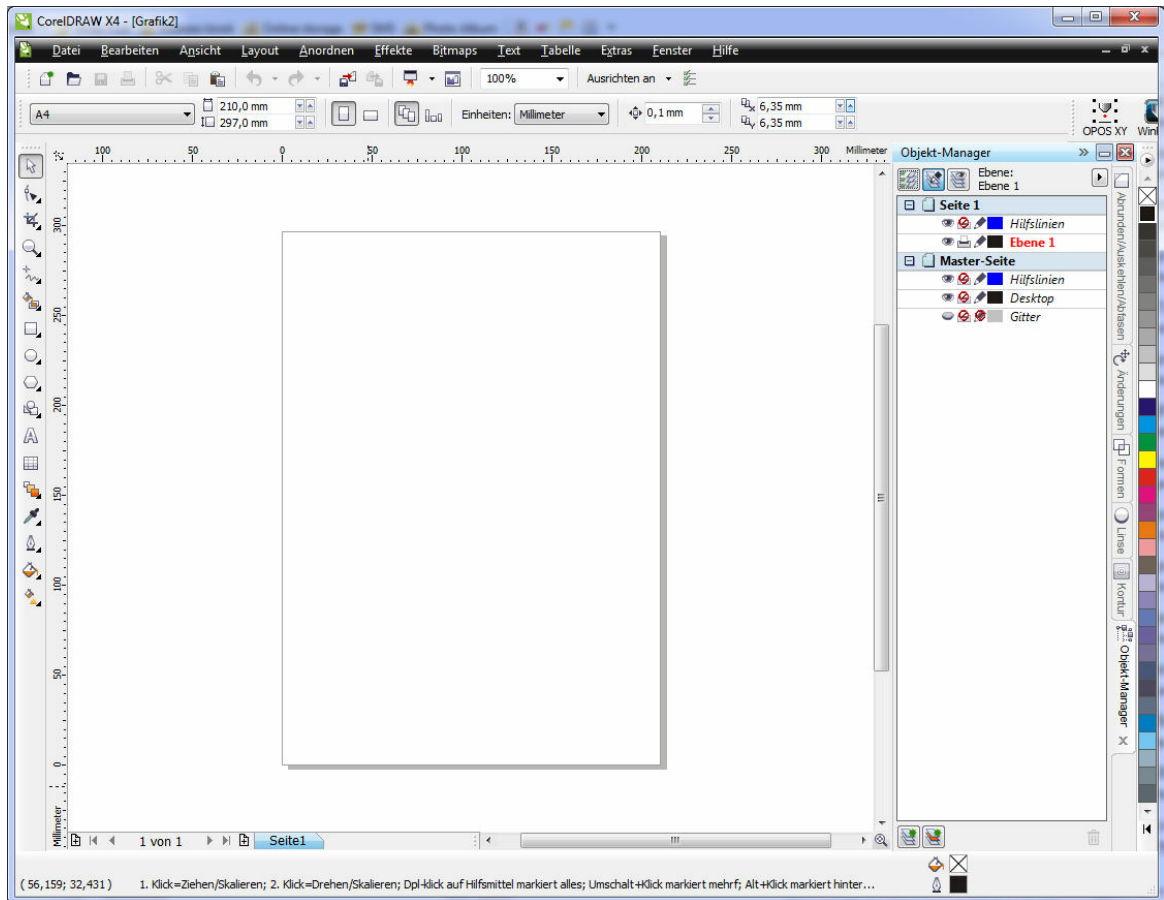 CorelDRAW X4 - [Grafik2]
Datei Bearbeiten Ansicht Layout Anordnen Effekte Bitmaps Text Tabelle Extras Fenster Hilfe
100% Ausrichten an
A4 210,0 mm 297,0 mm Einheiten: Millimeter 0,1 mm 6,35 mm 6,35 mm OPOS XY
100 50 0 50 100 150 200 250 300 Millimeter
Objekt-Manager
Ebene:
Ebene 1
Seite 1
Hilfslinien
Ebene 1
Master-Seite
Hilfslinien
Desktop
Gitter
300
250
200
150
100
50
0
Millimeter
Abrunden/Auskehlen/Abfasen
Änderungen
Formen
Linse
Kontur
Objekt-Manager
1 von 1 Seite1
(56,159; 32,431) 1. Klick=Ziehen/Skalieren; 2. Klick=Drehen/Skalieren; Dpl-klick auf Hilfsmittel markiert alles; Umschalt+Klick markiert mehrf; Alt+Klick markiert hinter...